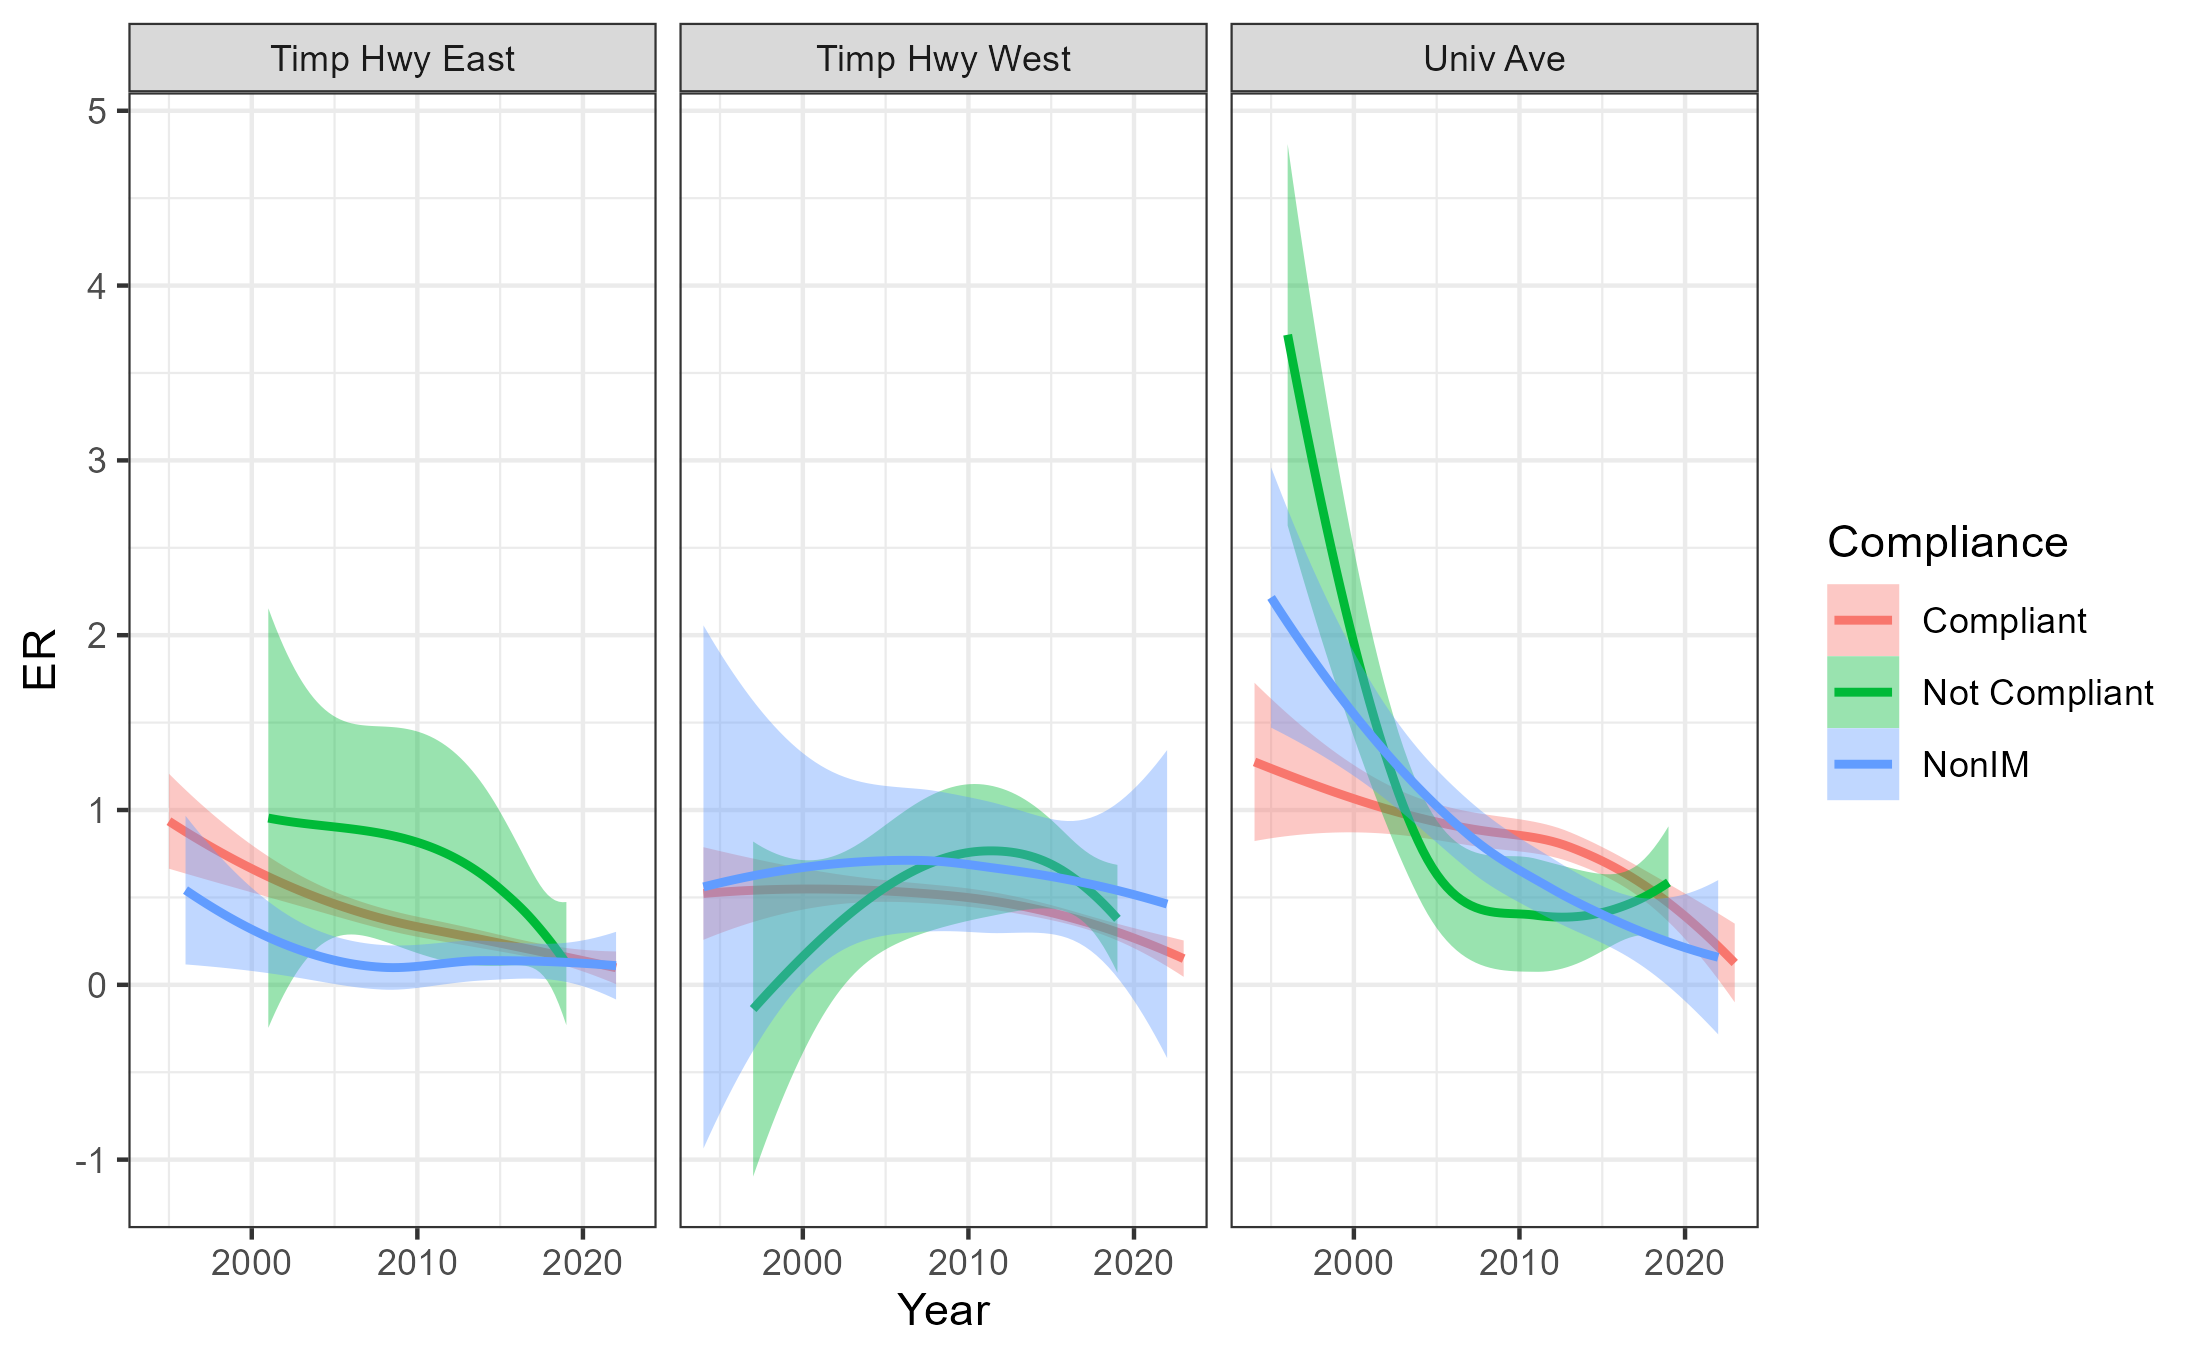 Timp Hwy East
Timp Hwy West
Univ Ave
5
4
3
2
1
0
-1
ER
2000 2010 2020
2000 2010 2020
2000 2010 2020
Year
Compliance
Compliant
Not Compliant
NonIM